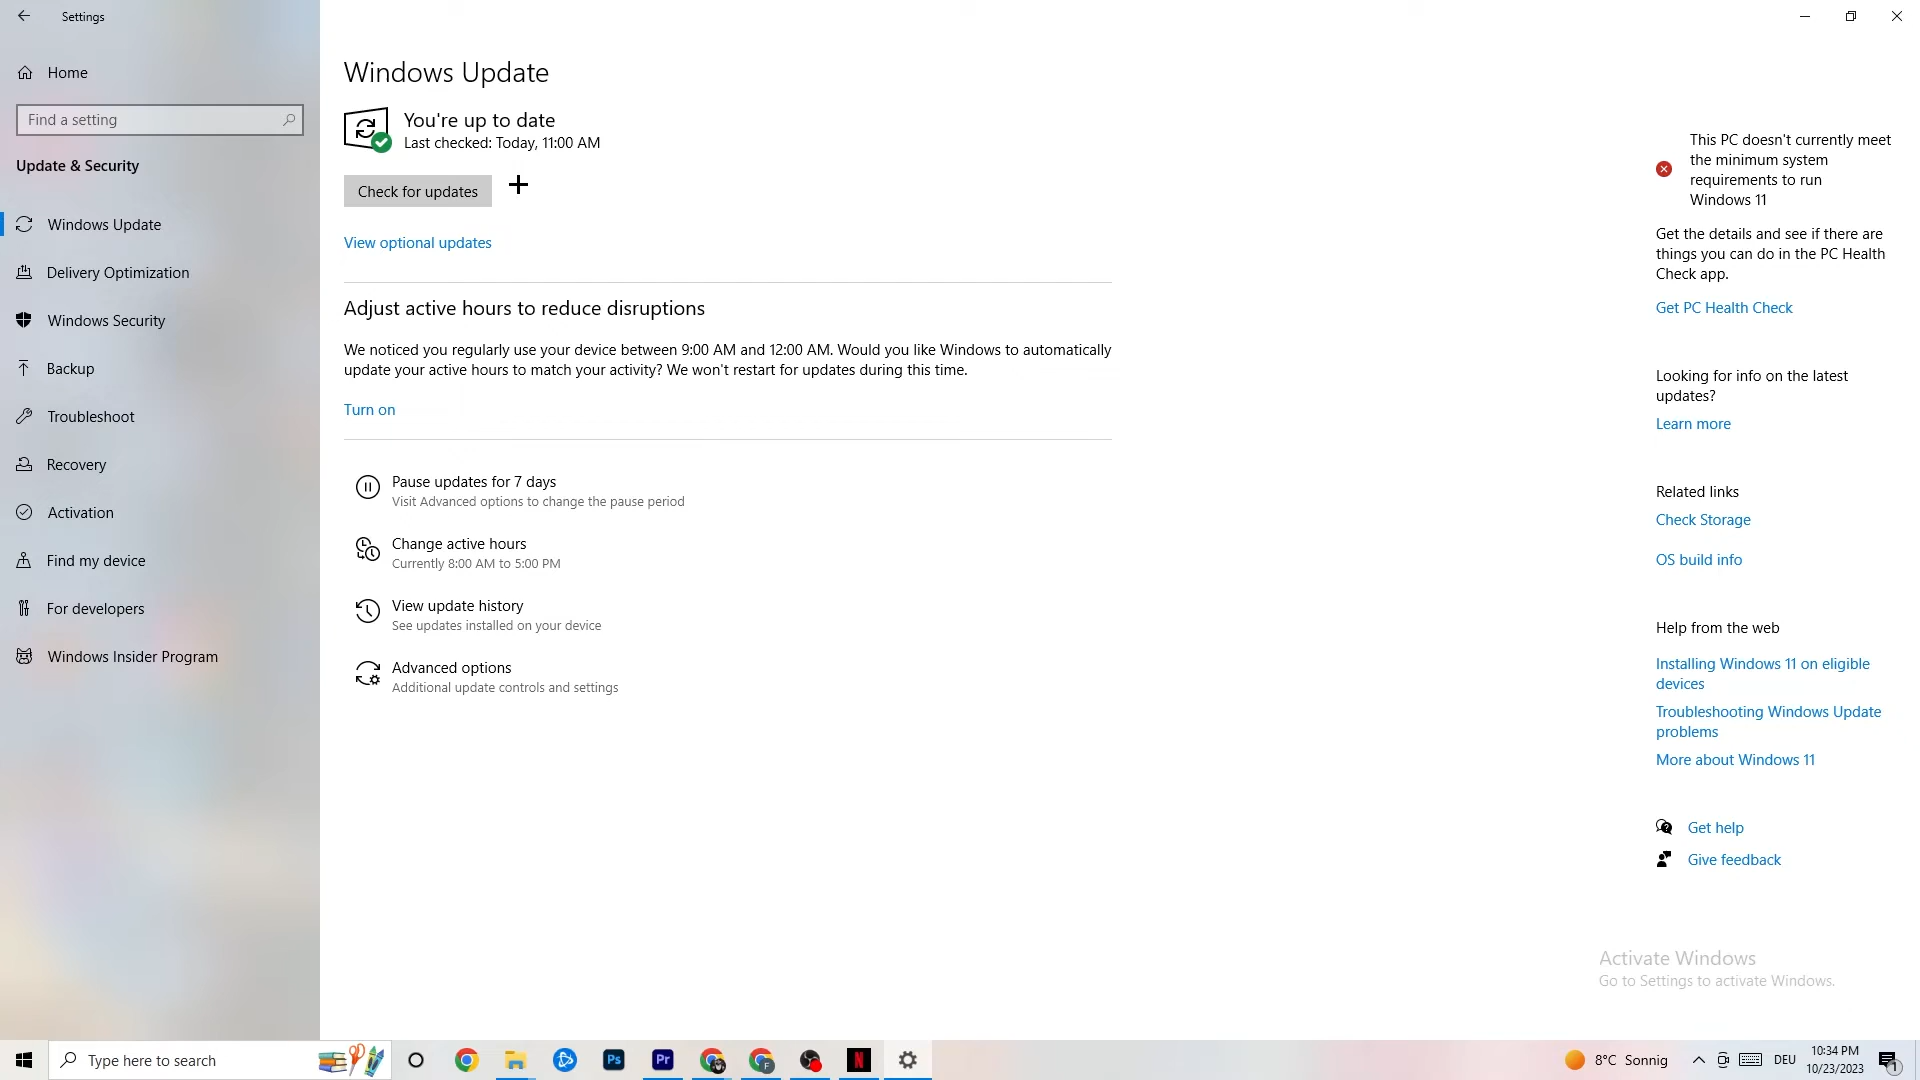 Settings
Home
Find a setting
Update & Security
Windows Update
Delivery Optimization
Windows Security
Backup
Troubleshoot
Recovery
Activation
Find my device
For developers
Windows Insider Program
Windows Update
You're up to date
Last checked: Today, 11:00 AM
Check for updates
View optional updates
Adjust active hours to reduce disruptions
We noticed you regularly use your device between 9:00 AM and 12:00 AM. Would you like Windows to automatically
update your active hours to match your activity? We won't restart for updates during this time.
Turn on
Pause updates for 7 days
Visit Advanced options to change the pause period
Change active hours
Currently 8:00 AM to 5:00 PM
View update history
See updates installed on your device
Advanced options
Additional update controls and settings
This PC doesn't currently meet
the minimum system
requirements to run
Windows 11
Get the details and see if there are
things you can do in the PC Health
Check app.
Get PC Health Check
Looking for info on the latest
updates?
Learn more
Related links
Check Storage
OS build info
Help from the web
Installing Windows 11 on eligible
devices
Troubleshooting Windows Update
problems
More about Windows 11
Get help
Give feedback
Activate Windows
Go to Settings to activate Windows.
Type here to search
Ps
Pr
F
N
8°C Sonnig
DEU
10:34 PM
10/23/2023
1